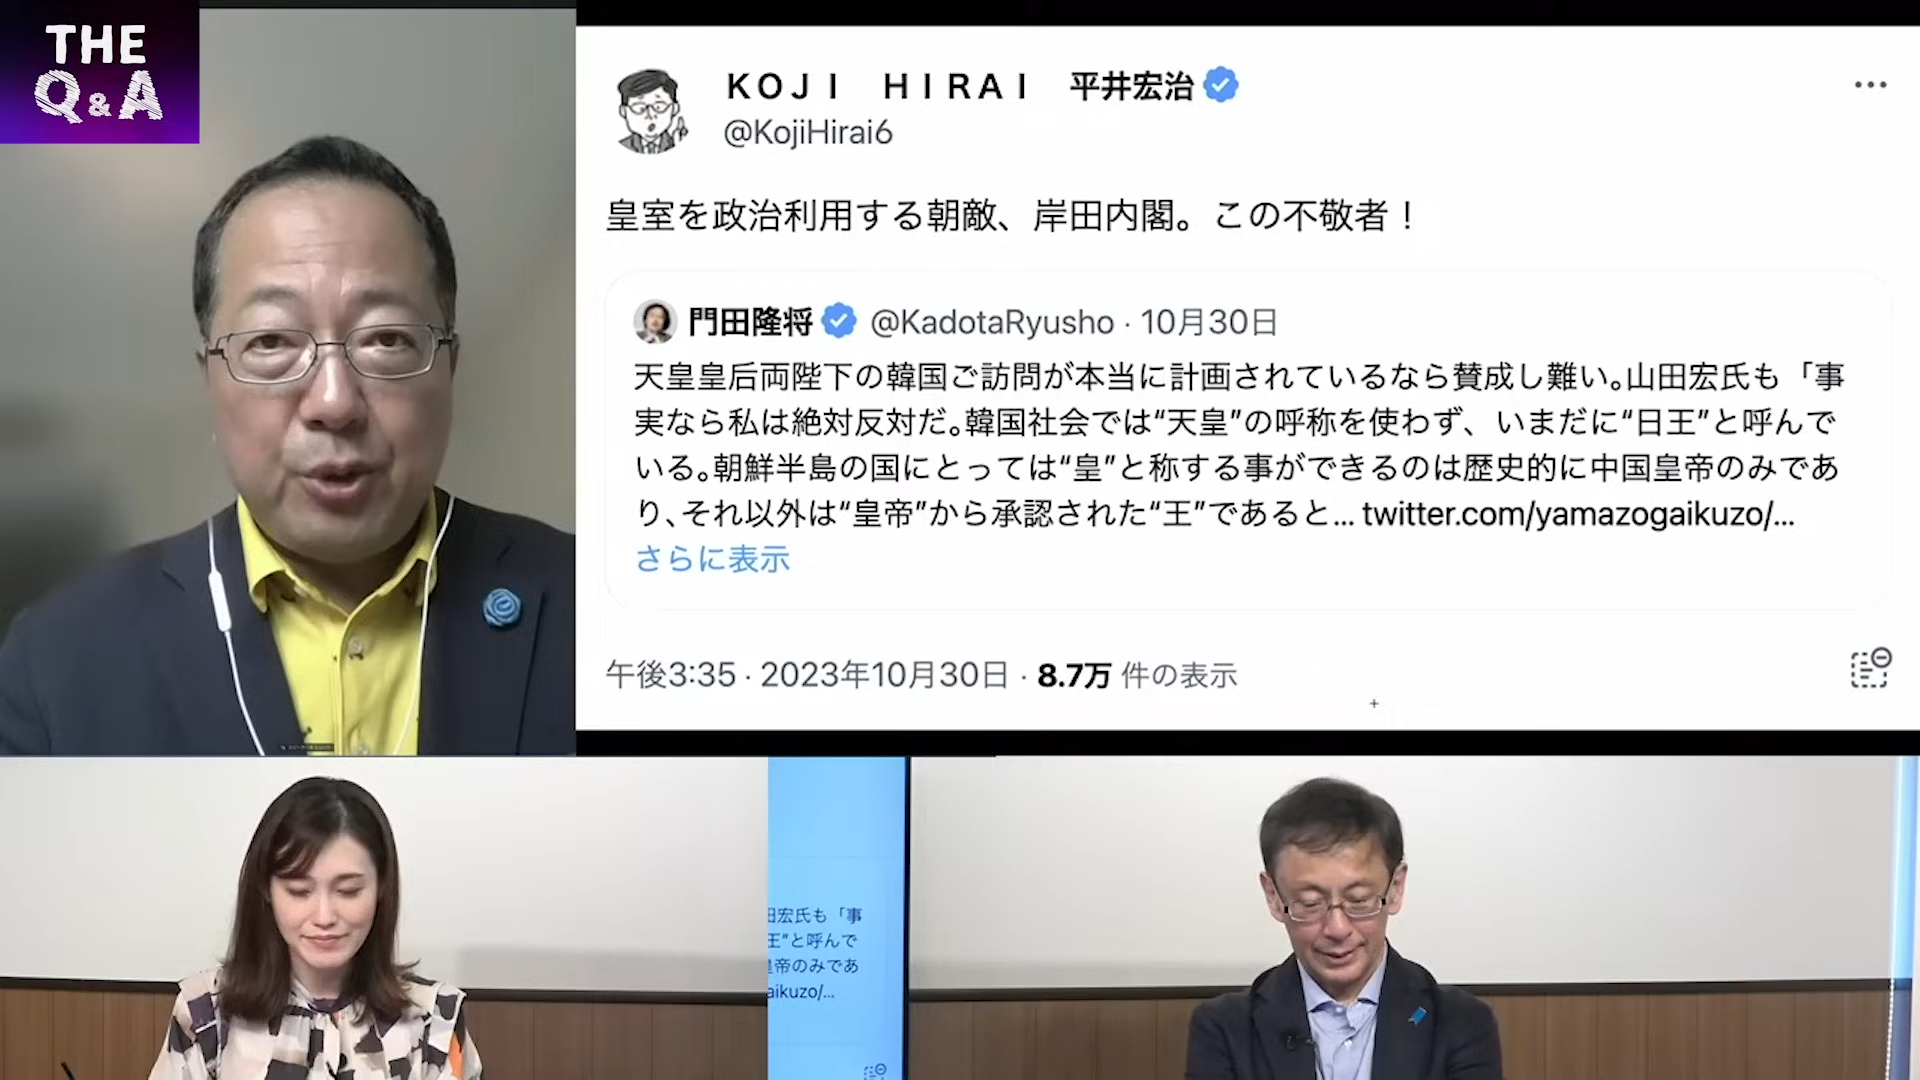 THE
Q&A
KOJI HIRAI 平井宏治
@KojiHirai6
皇室を政治利用する朝敵、岸田内閣。この不敬者！
門田隆将 @KadotaRyusho · 10月30日
天皇皇后両陛下の韓国ご訪問が本当に計画されているなら賛成し難い｡山田宏氏も「事
実なら私は絶対反対だ｡韓国社会では“天皇”の呼称を使わず、いまだに“日王”と呼んで
いる｡朝鮮半島の国にとっては“皇”と称する事ができるのは歴史的に中国皇帝のみであ
り､それ以外は“皇帝”から承認された“王”であると... twitter.com/yamazogaikuzo/...
さらに表示
午後3:35 · 2023年10月30日 · 8.7万 件の表示
田宏氏も「事
王”と呼んで
皇帝のみであ
aikuzo/...